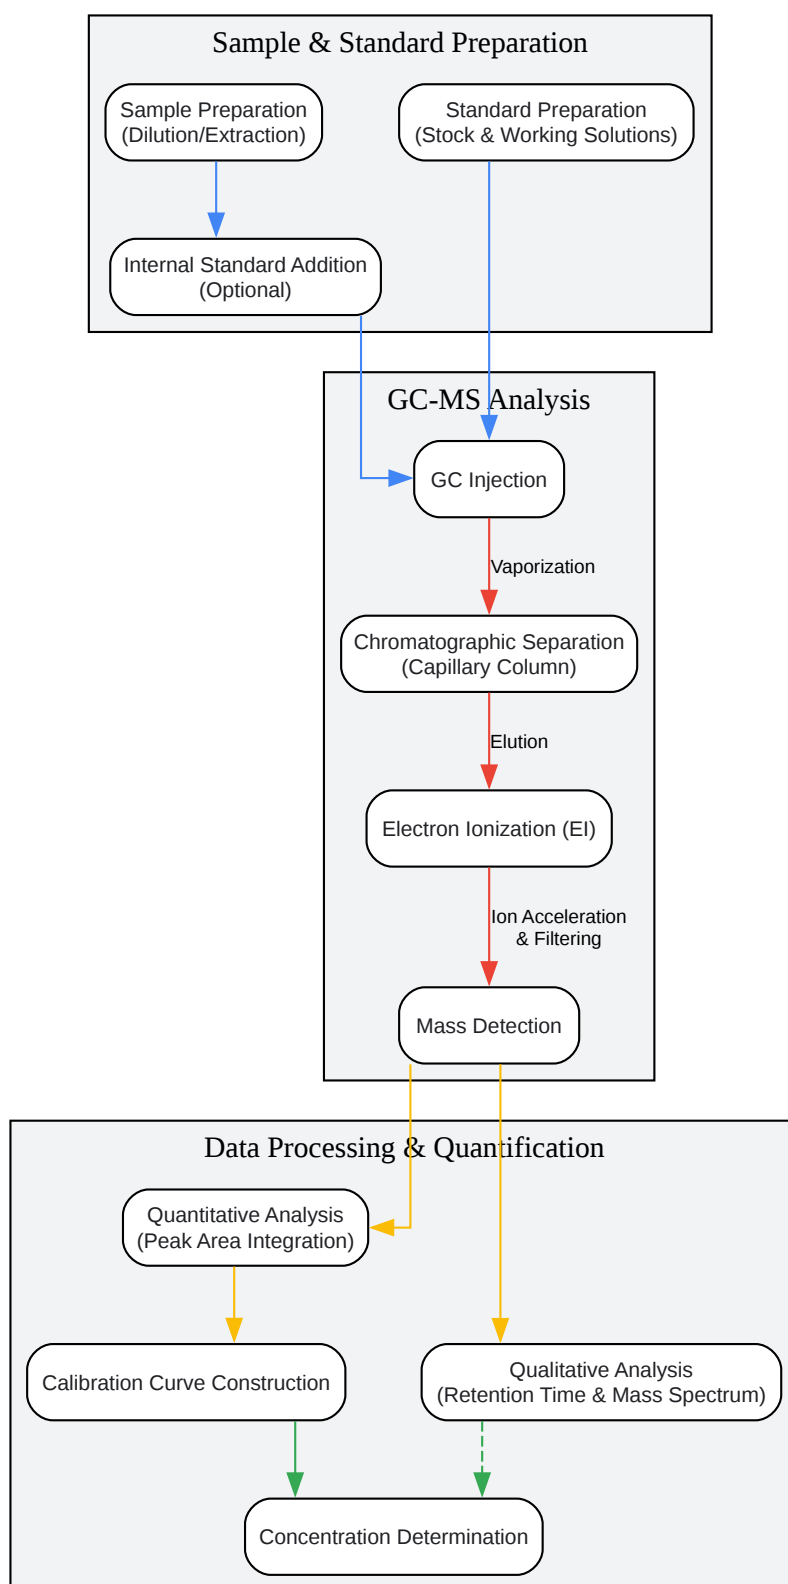 Sample & Standard Preparation
Sample Preparation
(Dilution/Extraction)
Standard Preparation
(Stock & Working Solutions)
Internal Standard Addition
(Optional)
GC-MS Analysis
GC Injection
Vaporization
Chromatographic Separation
(Capillary Column)
Elution
Electron Ionization (EI)
Ion Acceleration
& Filtering
Mass Detection
Data Processing & Quantification
Quantitative Analysis
(Peak Area Integration)
Calibration Curve Construction
Qualitative Analysis
(Retention Time & Mass Spectrum)
Concentration Determination